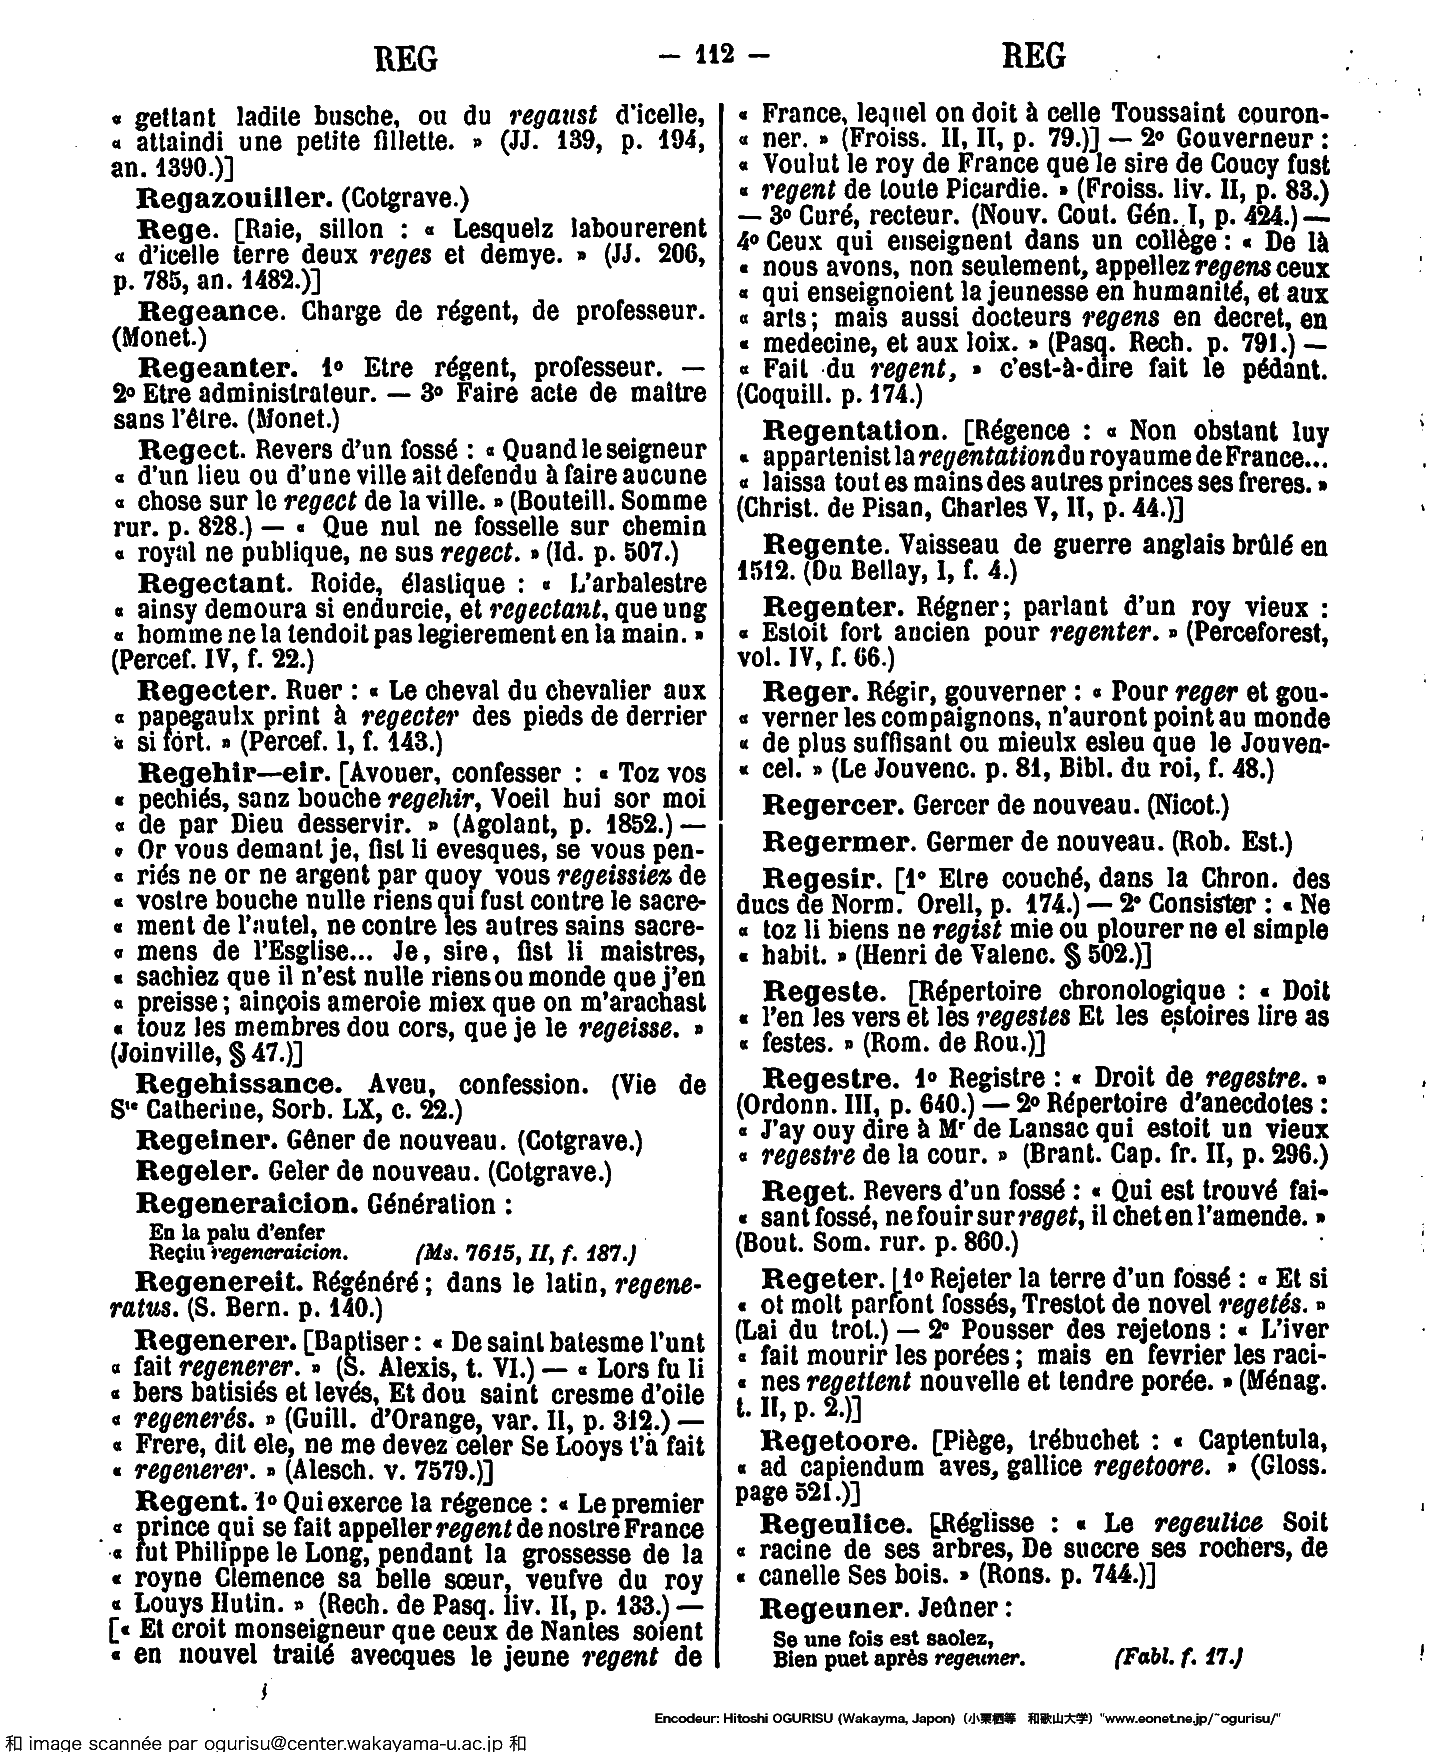 REG — 112 — REG
« gettant ladite busche, ou du regaust d'icelle,
« attaindi une petite fillette. » (JJ. 139, p. 194,
an. 1390.)]
Regazouiller. (Cotgrave.)
Rege. [Raie, sillon : « Lesquelz labourerent
« d'icelle terre deux reges et demye. » (JJ. 206,
p. 785, an. 1482.)]
Regeance. Charge de régent, de professeur.
(Monet.)
Regeanter. 1º Etre régent, professeur. —
2º Etre administrateur. — 3º Faire acte de maître
sans l'être. (Monet.)
Regect. Revers d'un fossé : « Quand le seigneur
« d'un lieu ou d'une ville ait defendu à faire aucune
« chose sur le regect de la ville. » (Bouteill. Somme
rur. p. 828.) — « Que nul ne fosselle sur chemin
« royal ne publique, ne sus regect. » (Id. p. 507.)
Regectant. Roide, élastique : « L'arbalestre
« ainsy demoura si endurcie, et regectant, que ung
« homme ne la tendoit pas legierement en la main. »
(Percef. IV, f. 22.)
Regecter. Ruer : « Le cheval du chevalier aux
« papegaulx print à regecter des pieds de derrier
« si fort. » (Percef. I, f. 143.)
Regehir—eir. [Avouer, confesser : « Toz vos
« pechiés, sanz bouche regehir, Voeil hui sor moi
« de par Dieu desservir. » (Agolant, p. 1852.) —
« Or vous demant je, fist li evesques, se vous pen-
« riés ne or ne argent par quoy vous regeissiez de
« vostre bouche nulle riens qui fust contre le sacre-
« ment de l'autel, ne contre les autres sains sacre-
« mens de l'Esglise... Je, sire, fist li maistres,
« sachiez que il n'est nulle riens ou monde que j'en
« preisse ; ainçois ameroie miex que on m'arachast
« touz les membres dou cors, que je le regeisse. »
(Joinville, § 47.)]
Regehissance. Aveu, confession. (Vie de
Sᵗᵉ Catherine, Sorb. LX, c. 22.)
Regeiner. Gêner de nouveau. (Cotgrave.)
Regeler. Geler de nouveau. (Cotgrave.)
Regeneraicion. Génération :
En la palu d'enfer
Reçiu regeneraicion. (Ms. 7615, II, f. 187.)
Regenereit. Régénéré ; dans le latin, regene-
ratus. (S. Bern. p. 140.)
Regenerer. [Baptiser : « De saint batesme l'unt
« fait regenerer. » (S. Alexis, t. VI.) — « Lors fu li
« bers batisiés et levés, Et dou saint cresme d'oile
« regenerés. » (Guill. d'Orange, var. II, p. 312.) —
« Frere, dit ele, ne me devez celer Se Looys t'a fait
« regenerer. » (Alesch. v. 7579.)]
Regent. 1º Qui exerce la régence : « Le premier
« prince qui se fait appeller regent de nostre France
« fut Philippe le Long, pendant la grossesse de la
« royne Clemence sa belle sœur, veufve du roy
« Louys Hutin. » (Rech. de Pasq. liv. II, p. 133.) —
[« Et croit monseigneur que ceux de Nantes soient
« en nouvel traité avecques le jeune regent de
« France, lequel on doit à celle Toussaint couron-
« ner. » (Froiss. II, II, p. 79.)] — 2º Gouverneur :
« Voulut le roy de France que le sire de Coucy fust
« regent de toute Picardie. » (Froiss. liv. II, p. 83.)
— 3º Curé, recteur. (Nouv. Cout. Gén. I, p. 424.) —
4º Ceux qui enseignent dans un collège : « De là
« nous avons, non seulement, appellez regens ceux
« qui enseignoient la jeunesse en humanité, et aux
« arts ; mais aussi docteurs regens en decret, en
« medecine, et aux loix. » (Pasq. Rech. p. 791.) —
« Fait du regent, » c'est-à-dire fait le pédant.
(Coquill. p. 174.)
Regentation. [Régence : « Non obstant luy
« appartenist la regentation du royaume de France...
« laissa tout es mains des autres princes ses freres. »
(Christ. de Pisan, Charles V, II, p. 44.)]
Regente. Vaisseau de guerre anglais brûlé en
1512. (Du Bellay, I, f. 4.)
Regenter. Régner ; parlant d'un roy vieux :
« Estoit fort ancien pour regenter. » (Perceforest,
vol. IV, f. 66.)
Reger. Régir, gouverner : « Pour reger et gou-
« verner les compaignons, n'auront point au monde
« de plus suffisant ou mieulx esleu que le Jouven-
« cel. » (Le Jouvenc. p. 81, Bibl. du roi, f. 48.)
Regercer. Gercer de nouveau. (Nicot.)
Regermer. Germer de nouveau. (Rob. Est.)
Regesir. [1º Etre couché, dans la Chron. des
ducs de Norm. Orell, p. 174.) — 2º Consister : « Ne
« toz li biens ne regist mie ou plourer ne el simple
« habit. » (Henri de Valenc. § 502.)]
Regeste. [Répertoire chronologique : « Doit
« l'en les vers et les regestes Et les estoires lire as
« festes. » (Rom. de Rou.)]
Regestre. 1º Registre : « Droit de regestre. »
(Ordonn. III, p. 640.) — 2º Répertoire d'anecdotes :
« J'ay ouy dire à Mʳ de Lansac qui estoit un vieux
« regestre de la cour. » (Brant. Cap. fr. II, p. 296.)
Reget. Revers d'un fossé : « Qui est trouvé fai-
« sant fossé, ne fouir sur reget, il chet en l'amende. »
(Bout. Som. rur. p. 860.)
Regeter. [1º Rejeter la terre d'un fossé : « Et si
« ot molt parfont fossés, Trestot de novel regetés. »
(Lai du trot.) — 2º Pousser des rejetons : « L'iver
« fait mourir les porées ; mais en fevrier les raci-
« nes regettent nouvelle et tendre porée. » (Ménag.
t. II, p. 2.)]
Regetoore. [Piège, trébuchet : « Captentula,
« ad capiendum aves, gallice regetoore. » (Gloss.
page 521.)]
Regeulice. [Réglisse : « Le regeulice Soit
« racine de ses arbres, De succre ses rochers, de
« canelle Ses bois. » (Rons. p. 744.)]
Regeuner. Jeûner :
Se une fois est saolez,
Bien puet après regeuner. (Fabl. f. 17.)
Encodeur: Hitoshi OGURISU (Wakayma, Japon) (小栗栖等 和歌山大学) "www.eonet.ne.jp/~ogurisu/"
和 image scannée par ogurisu@center.wakayama-u.ac.jp 和